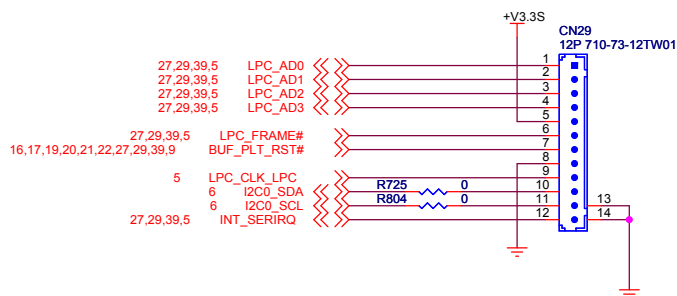 +V3.3S
CN29
12P 710-73-12TW01
27,29,39,5 LPC_AD0 1
27,29,39,5 LPC_AD1 2
27,29,39,5 LPC_AD2 3
27,29,39,5 LPC_AD3 4
5
27,29,39,5 LPC_FRAME# 6
16,17,19,20,21,22,27,29,39,9 BUF_PLT_RST# 7
8
5 LPC_CLK_LPC 9
6 I2C0_SDA R725 0 10
6 I2C0_SCL R804 0 11 13
27,29,39,5 INT_SERIRQ 12 14